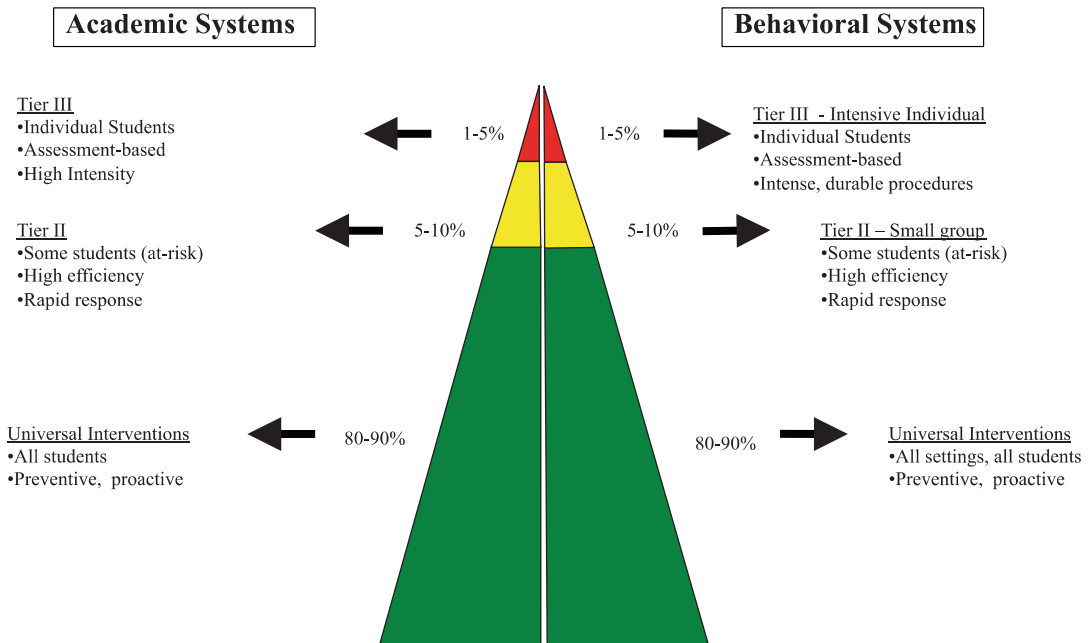 Academic Systems
Behavioral Systems
Tier III
•Individual Students
•Assessment-based
•High Intensity
1-5%
1-5%
Tier III  - Intensive Individual
•Individual Students
•Assessment-based
•Intense, durable procedures
Tier II
•Some students (at-risk)
•High efficiency
•Rapid response
5-10%
5-10%
Tier II – Small group
•Some students (at-risk)
•High efficiency
•Rapid response
Universal Interventions
•All students
•Preventive,  proactive
80-90%
80-90%
Universal Interventions
•All settings, all students
•Preventive, proactive